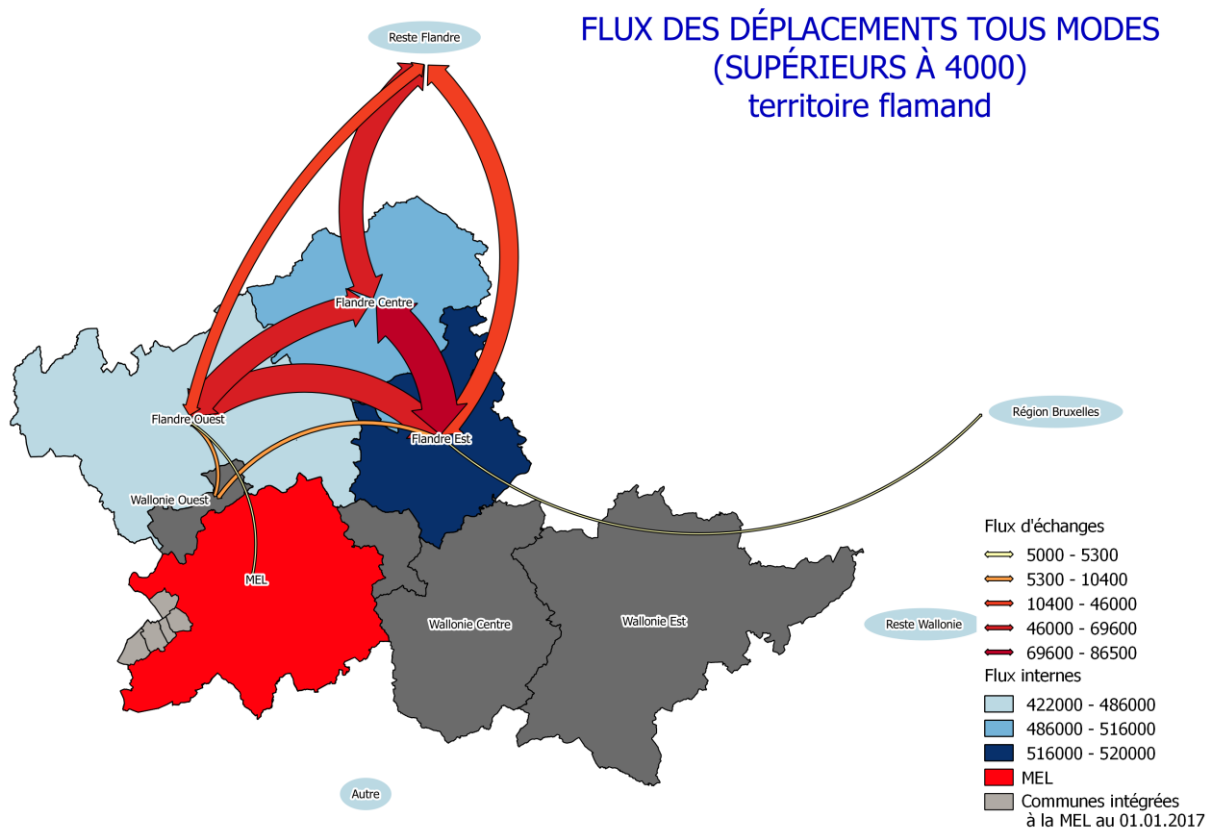 FLUX DES DÉPLACEMENTS TOUS MODES
(SUPÉRIEURS À 4000)
territoire flamand
Reste Flandre
Flandre Centre
Flandre Ouest
Flandre Est
Région Bruxelles
Wallonie Ouest
MEL
Wallonie Centre
Wallonie Est
Reste Wallonie
Autre
Flux d'échanges
5000 - 5300
5300 - 10400
10400 - 46000
46000 - 69600
69600 - 86500
Flux internes
422000 - 486000
486000 - 516000
516000 - 520000
MEL
Communes intégrées
à la MEL au 01.01.2017